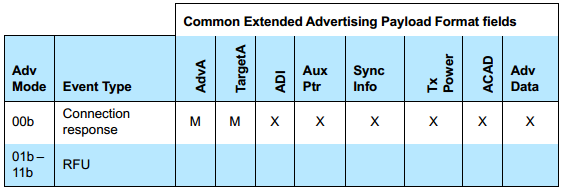 Common Extended Advertising Payload Format fields
Adv Mode Event Type AdvA TargetA ADI Aux Ptr Sync Info Tx Power ACAD Adv Data
00b Connection response M M X X X X X X
01b – 11b RFU